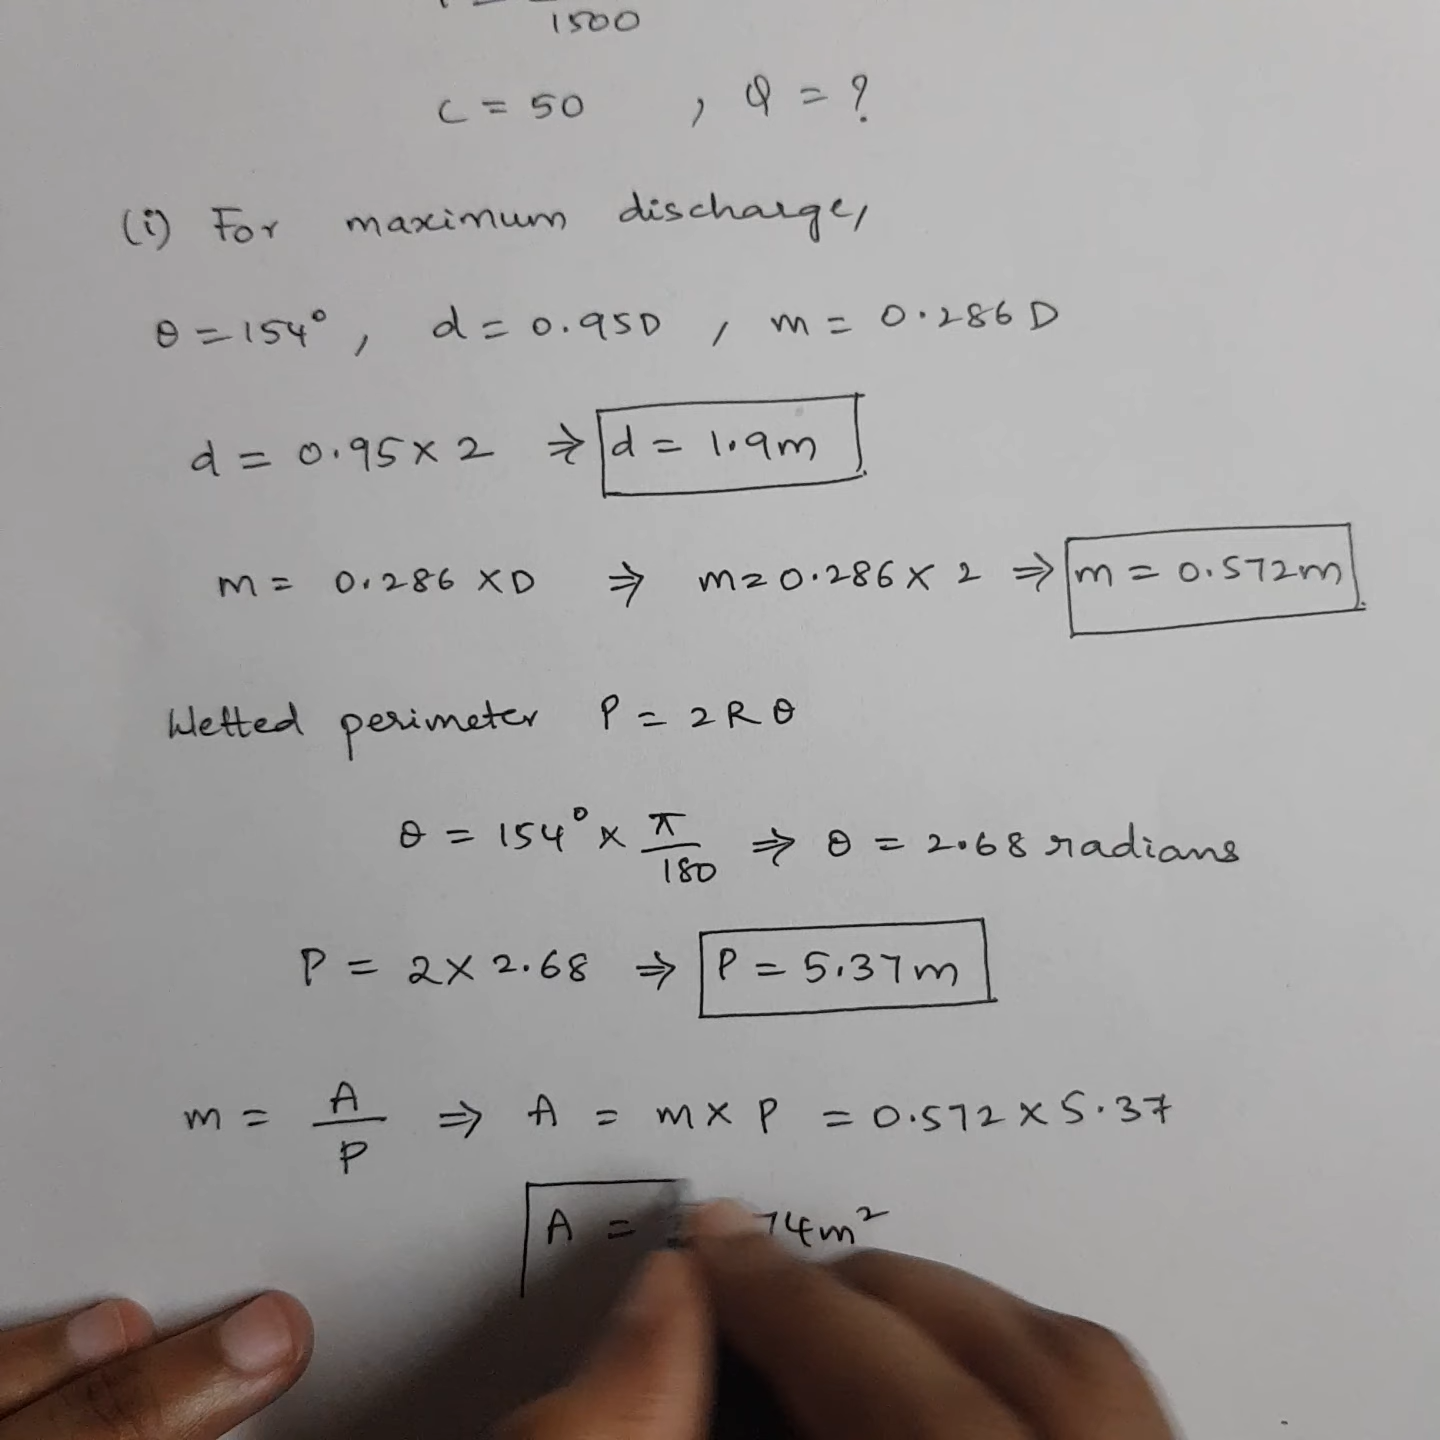 1500
C = 50 , Q = ?
(i) For maximum discharge,
θ = 154° , d = 0.95D , m = 0.286D
d = 0.95 × 2 ⇒ d = 1.9m
m = 0.286 × D ⇒ m = 0.286 × 2 ⇒ m = 0.572m
Wetted perimeter P = 2Rθ
θ = 154° × π/180 ⇒ θ = 2.68 radians
P = 2 × 2.68 ⇒ P = 5.37m
m = A/P ⇒ A = m × P = 0.572 × 5.37
A = 74m²